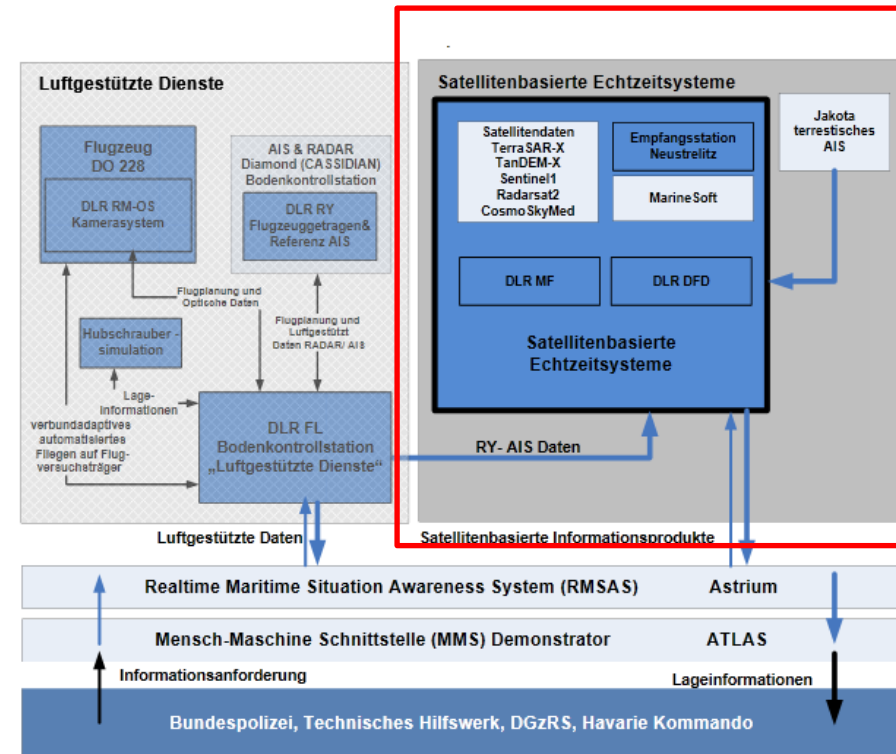 Luftgestützte Dienste
Flugzeug
DO 228
DLR RM-OS
Kamerasystem
AIS & RADAR
Diamond (CASSIDIAN)
Bodenkontrollstation
DLR RY
Flugzeuggetragen&
Referenz AIS
Flugplanung und
Optische Daten
Flugplanung und
Luftgestützt
Daten RADAR/ AIS
Hubschrauber -
simulation
Lage-
informationen
verbundadaptives
automatisiertes
Fliegen auf Flug-
versuchsträger
DLR FL
Bodenkontrollstation
„Luftgestützte Dienste“
Luftgestützte Daten
Satellitenbasierte Echtzeitsysteme
Satellitendaten
TerraSAR-X
TanDEM-X
Sentinel1
Radarsat2
CosmoSkyMed
Empfangsstation
Neustrelitz
MarineSoft
DLR MF
DLR DFD
Satellitenbasierte
Echtzeitsysteme
Jakota
terrestisches
AIS
RY- AIS Daten
Satellitenbasierte Informationsprodukte
Realtime Maritime Situation Awareness System (RMSAS) Astrium
Mensch-Maschine Schnittstelle (MMS) Demonstrator ATLAS
Informationsanforderung
Lageinformationen
Bundespolizei, Technisches Hilfswerk, DGzRS, Havarie Kommando